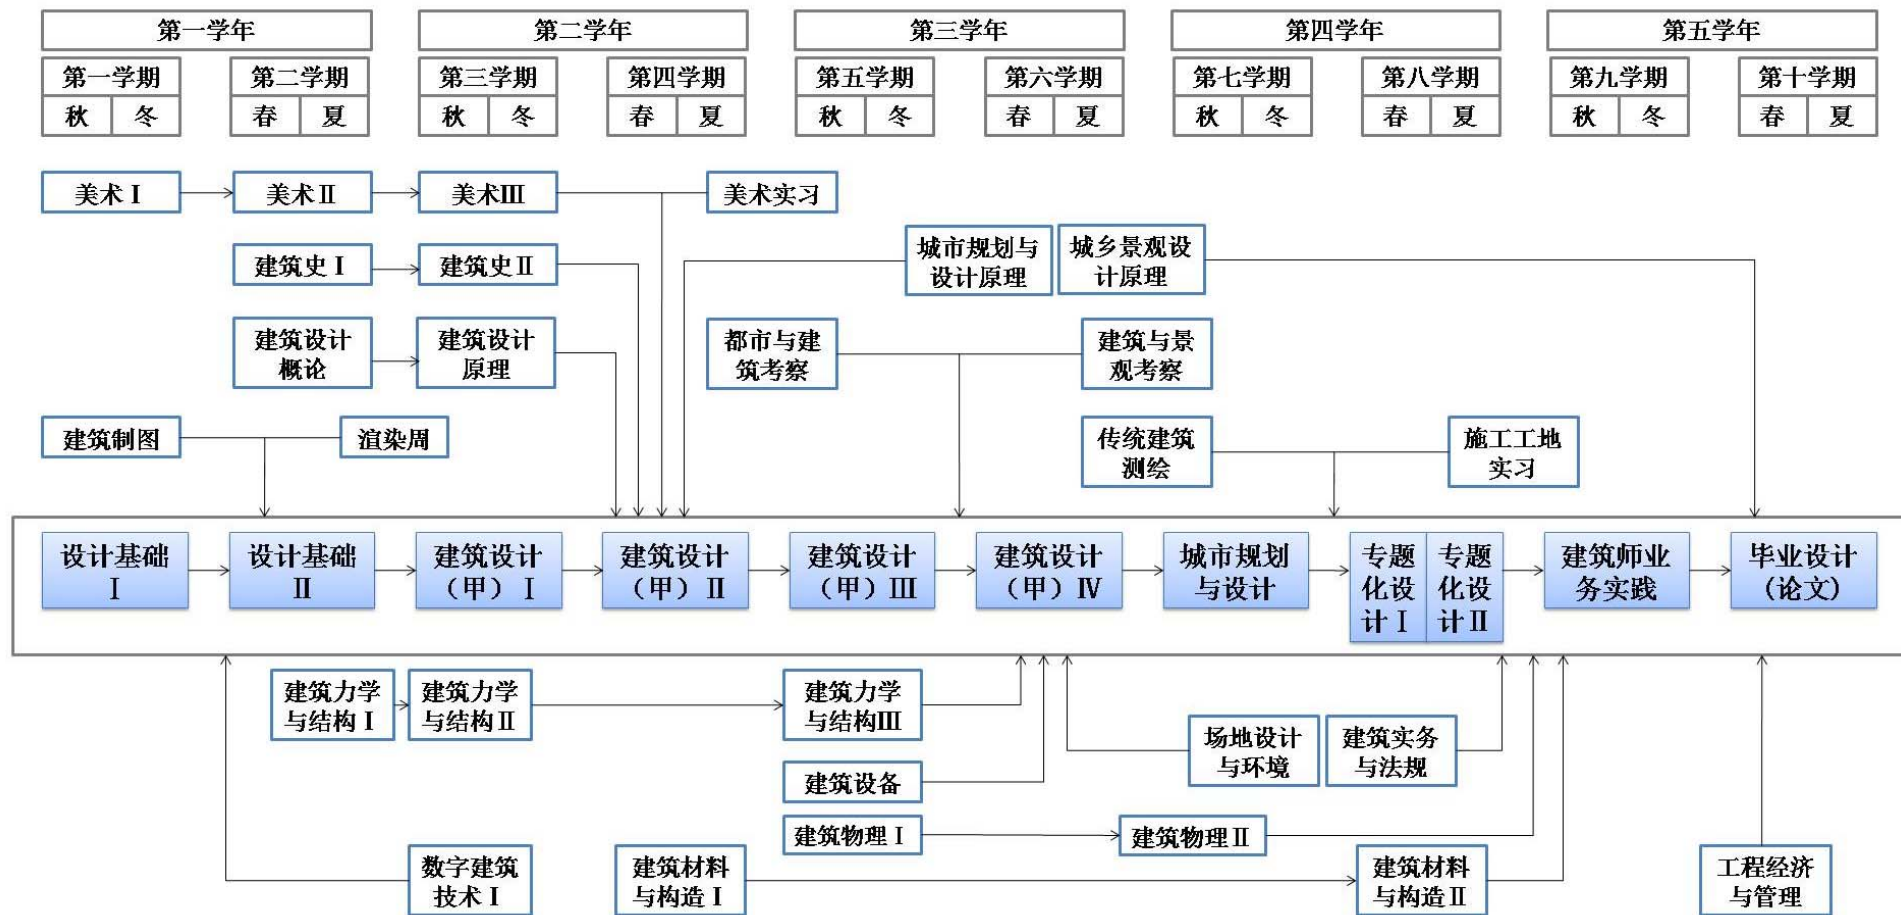 第一学年
第二学年
第三学年
第四学年
第五学年
第一学期
第二学期
第三学期
第四学期
第五学期
第六学期
第七学期
第八学期
第九学期
第十学期
秋
冬
春
夏
秋
冬
春
夏
秋
冬
春
夏
秋
冬
春
夏
秋
冬
春
夏
美术Ⅰ
美术Ⅱ
美术Ⅲ
美术实习
建筑史Ⅰ
建筑史Ⅱ
城市规划与
设计原理
城乡景观设
计原理
建筑设计
概论
建筑设计
原理
都市与建
筑考察
建筑与景
观考察
建筑制图
渲染周
传统建筑
测绘
施工工地
实习
设计基础
Ⅰ
设计基础
Ⅱ
建筑设计
（甲）Ⅰ
建筑设计
（甲）Ⅱ
建筑设计
（甲）Ⅲ
建筑设计
（甲）Ⅳ
城市规划
与设计
专题
化设
计Ⅰ
专题
化设
计Ⅱ
建筑师业
务实践
毕业设计
（论文）
建筑力学
与结构Ⅰ
建筑力学
与结构Ⅱ
建筑力学
与结构Ⅲ
场地设计
与环境
建筑实务
与法规
建筑设备
建筑物理Ⅰ
建筑物理Ⅱ
数字建筑
技术Ⅰ
建筑材料
与构造Ⅰ
建筑材料
与构造Ⅱ
工程经济
与管理